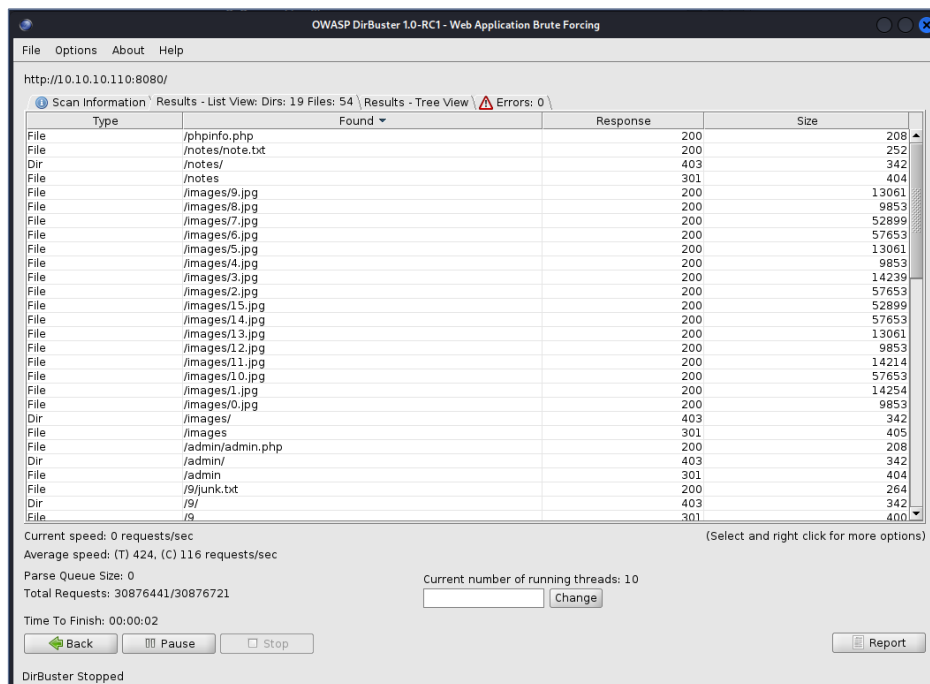 OWASP DirBuster 1.0-RC1 - Web Application Brute Forcing
File Options About Help
http://10.10.10.110:8080/
Scan Information Results - List View: Dirs: 19 Files: 54 Results - Tree View Errors: 0
Type Found Response Size
File /phpinfo.php 200 208
File /notes/note.txt 200 252
Dir /notes/ 403 342
File /notes 301 404
File /images/9.jpg 200 13061
File /images/8.jpg 200 9853
File /images/7.jpg 200 52899
File /images/6.jpg 200 57653
File /images/5.jpg 200 13061
File /images/4.jpg 200 9853
File /images/3.jpg 200 14239
File /images/2.jpg 200 57653
File /images/15.jpg 200 52899
File /images/14.jpg 200 57653
File /images/13.jpg 200 13061
File /images/12.jpg 200 9853
File /images/11.jpg 200 14214
File /images/10.jpg 200 57653
File /images/1.jpg 200 14254
File /images/0.jpg 200 9853
Dir /images/ 403 342
File /images 301 405
File /admin/admin.php 200 208
Dir /admin/ 403 342
File /admin 301 404
File /9/junk.txt 200 264
Dir /9/ 403 342
File /9 301 400
Current speed: 0 requests/sec (Select and right click for more options)
Average speed: (T) 424, (C) 116 requests/sec
Parse Queue Size: 0
Current number of running threads: 10
Total Requests: 30876441/30876721
Change
Time To Finish: 00:00:02
Back Pause Stop Report
DirBuster Stopped